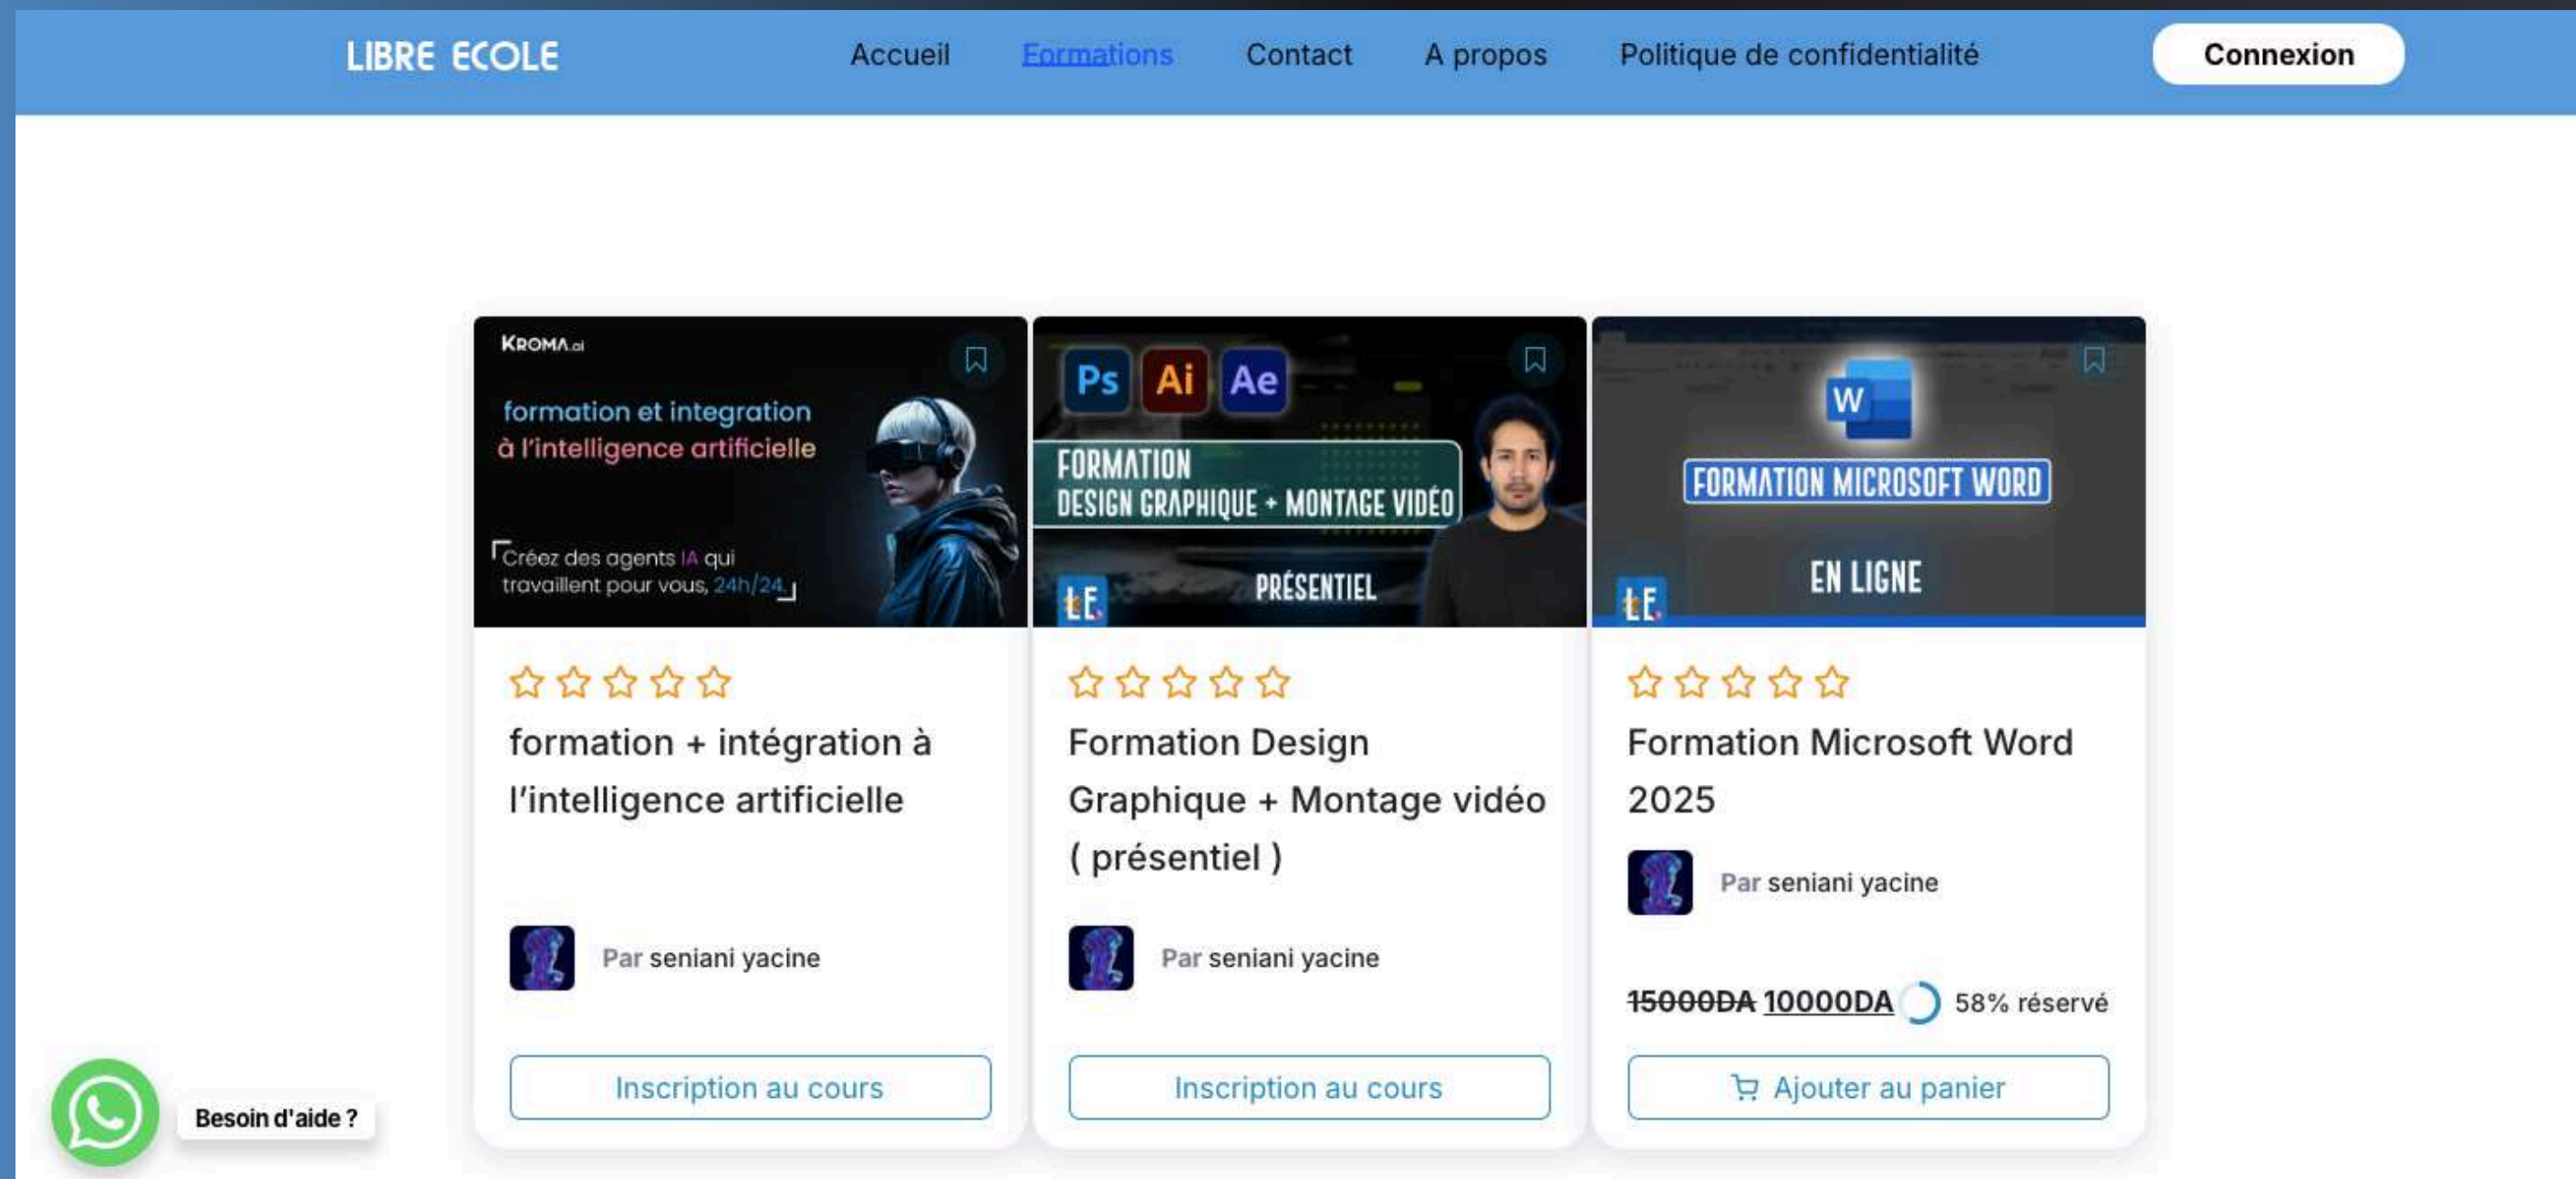 LIBRE ECOLE
Accueil
Formations
Contact
A propos
Politique de confidentialité
Connexion
KROMA.ai
formation et integration
à l'intelligence artificielle
Créez des agents IA qui
travaillent pour vous, 24h/24.
formation + intégration à
l'intelligence artificielle
Par seniani yacine
Inscription au cours
Ps Ai Ae
FORMATION
DESIGN GRAPHIQUE + MONTAGE VIDÉO
PRÉSENTIEL
LE
Formation Design
Graphique + Montage vidéo
( présentiel )
Par seniani yacine
Inscription au cours
W
FORMATION MICROSOFT WORD
EN LIGNE
LE
Formation Microsoft Word
2025
Par seniani yacine
15000DA 10000DA 58% réservé
Ajouter au panier
Besoin d'aide ?